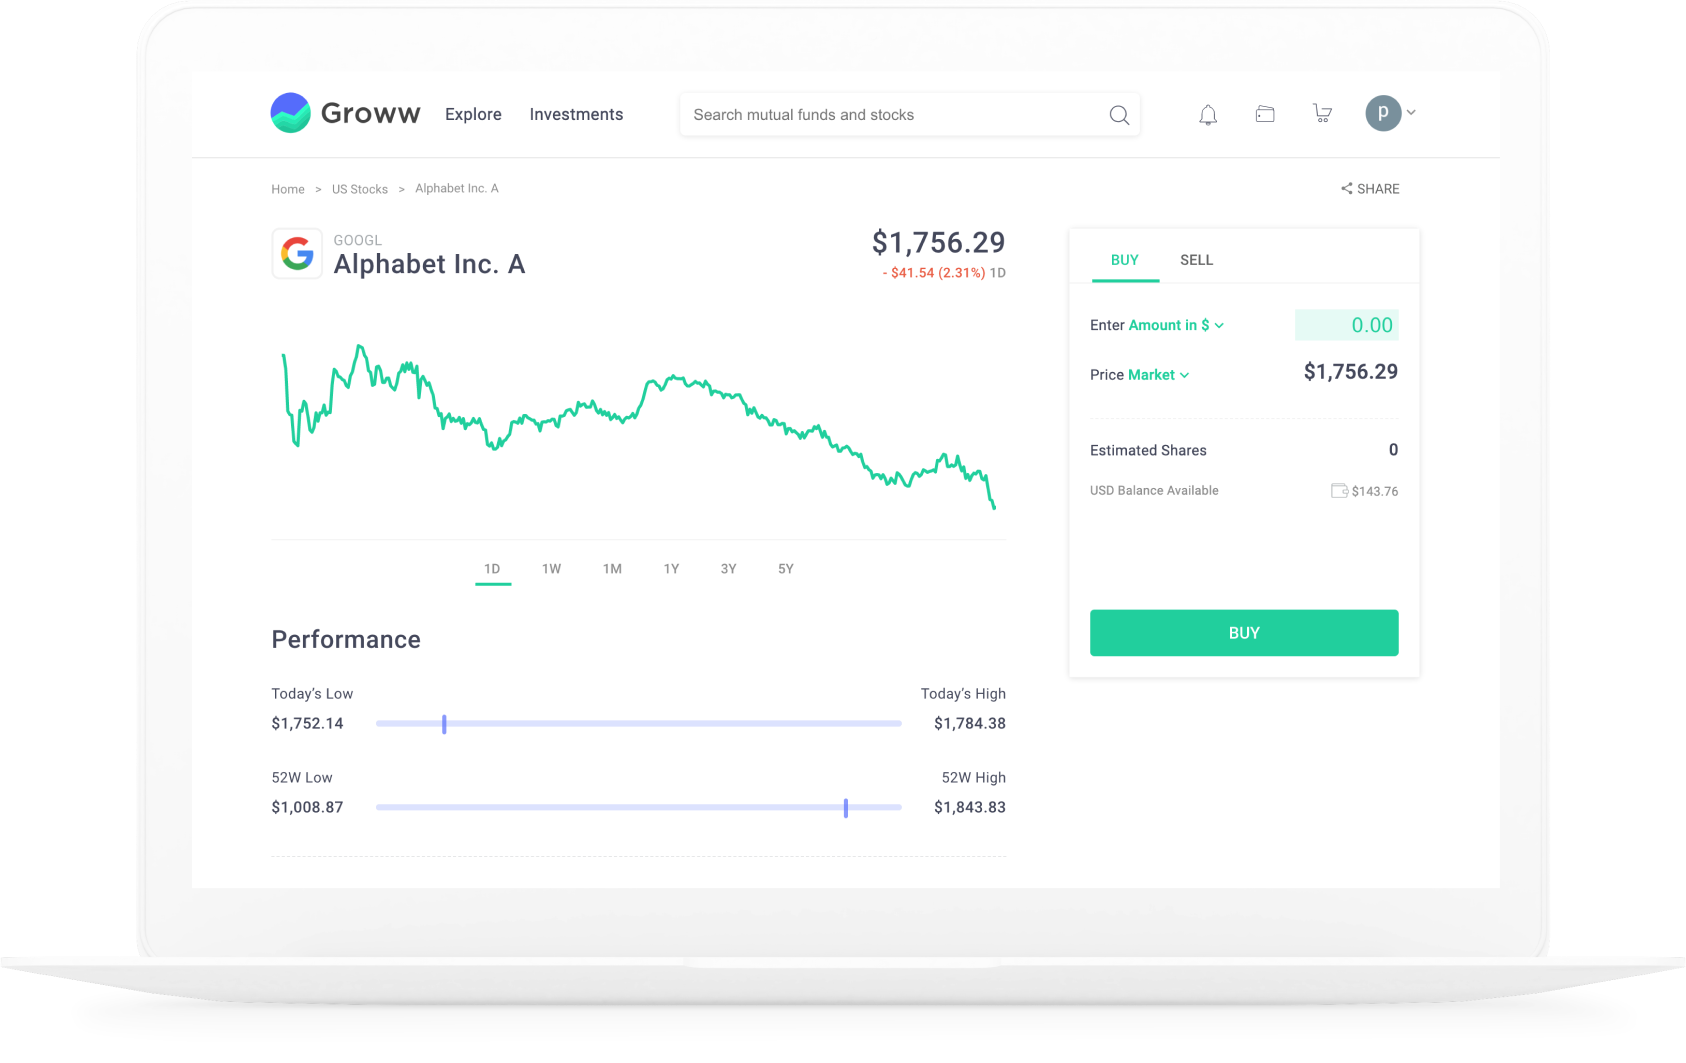 Groww
Explore
Investments
Search mutual funds and stocks
p
Home > US Stocks > Alphabet Inc. A
SHARE
GOOGL
Alphabet Inc. A
$1,756.29
- $41.54 (2.31%) 1D
1D 1W 1M 1Y 3Y 5Y
Performance
Today's Low
Today's High
$1,752.14
$1,784.38
52W Low
52W High
$1,008.87
$1,843.83
BUY SELL
Enter Amount in $
0.00
Price Market
$1,756.29
Estimated Shares
0
USD Balance Available
$143.76
BUY